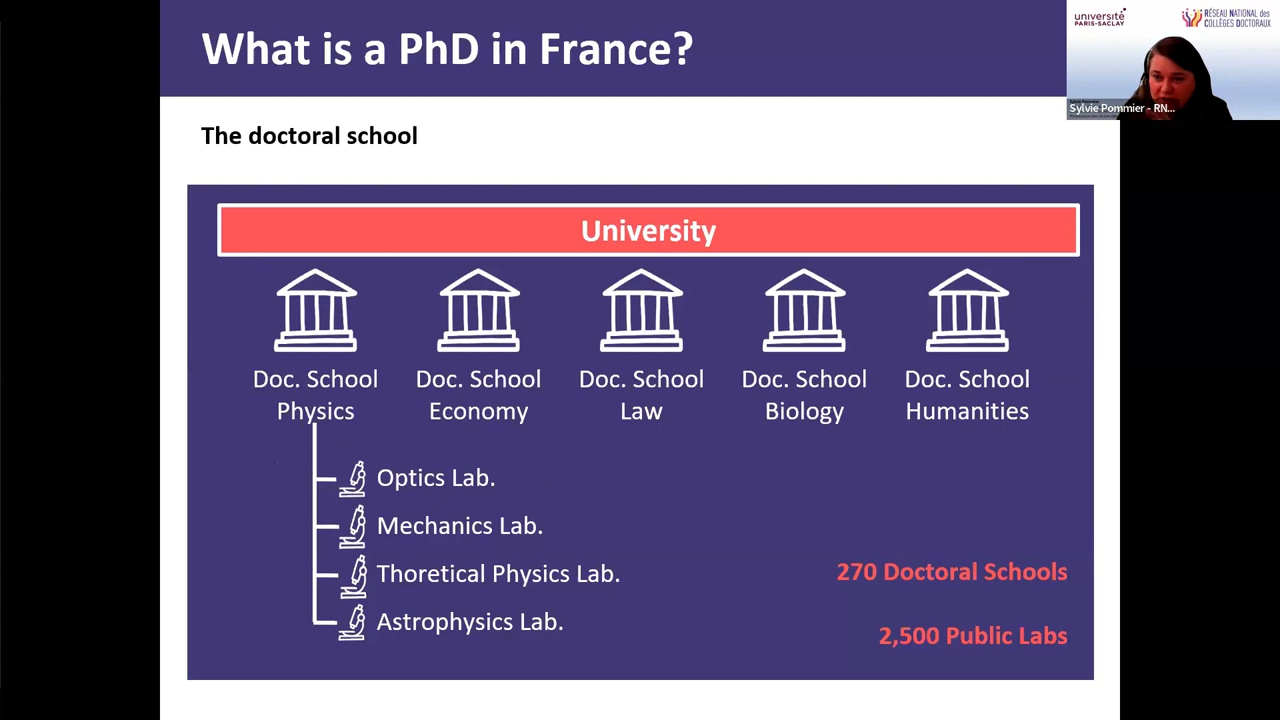 What is a PhD in France?
université
PARIS-SACLAY
RÉSEAU NATIONAL des
COLLÈGES DOCTORAUX
Sylvie Pommier - RN...
The doctoral school
University
Doc. School
Physics
Doc. School
Economy
Doc. School
Law
Doc. School
Biology
Doc. School
Humanities
Optics Lab.
Mechanics Lab.
Thoretical Physics Lab.
Astrophysics Lab.
270 Doctoral Schools
2,500 Public Labs